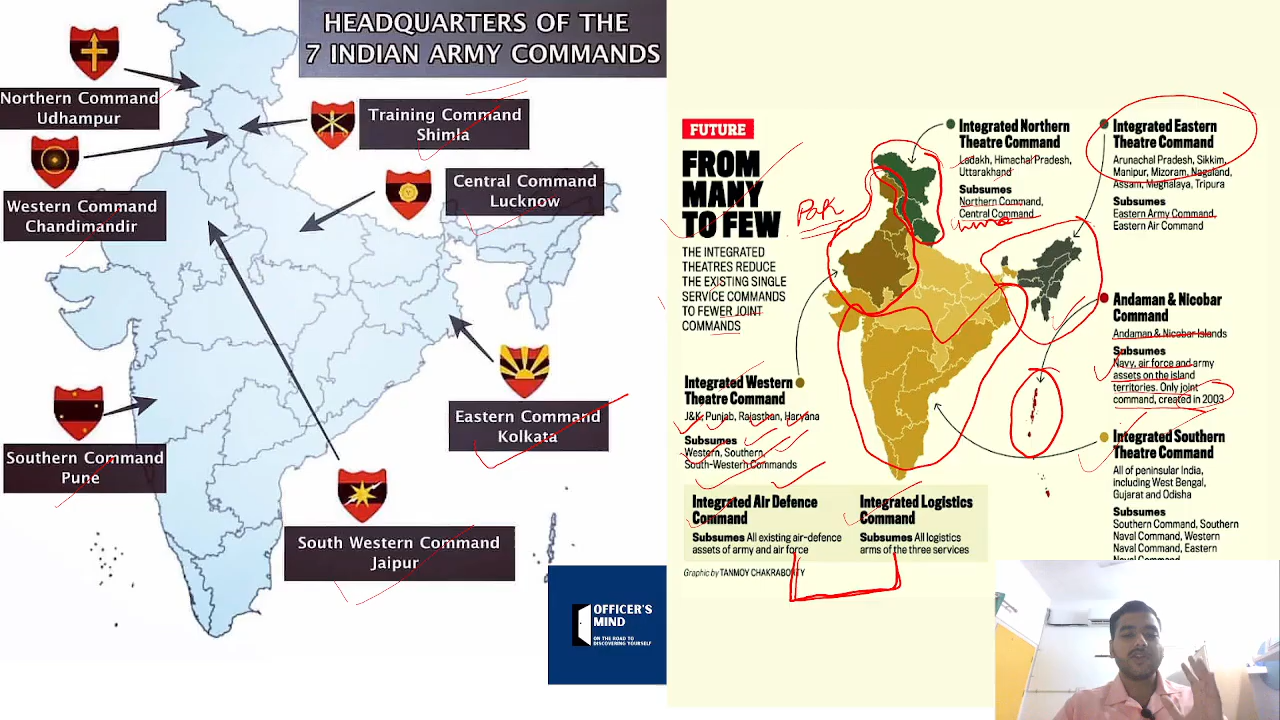 HEADQUARTERS OF THE
7 INDIAN ARMY COMMANDS
Northern Command
Udhampur
Training Command
Shimla
Western Command
Chandimandir
Central Command
Lucknow
Eastern Command
Kolkata
Southern Command
Pune
South Western Command
Jaipur
OFFICER'S
MIND
ON THE ROAD TO
DISCOVERING YOURSELF
FUTURE
FROM
MANY
TO FEW
THE INTEGRATED
THEATRES REDUCE
THE EXISTING SINGLE
SERVICE COMMANDS
TO FEWER JOINT
COMMANDS
Integrated Northern
Theatre Command
Ladakh, Himachal Pradesh,
Uttarakhand
Subsumes
Northern Command,
Central Command
Integrated Eastern
Theatre Command
Arunachal Pradesh, Sikkim,
Manipur, Mizoram, Nagaland,
Assam, Meghalaya, Tripura
Subsumes
Eastern Army Command,
Eastern Air Command
Andaman & Nicobar
Command
Andaman & Nicobar Islands
Subsumes
Navy, air force and army
assets on the island
territories. Only joint
command, created in 2003
Integrated Western
Theatre Command
J&K, Punjab, Rajasthan, Haryana
Subsumes
Western, Southern,
South-Western Commands
Integrated Southern
Theatre Command
All of peninsular India,
including West Bengal,
Gujarat and Odisha
Subsumes
Southern Command, Southern
Naval Command, Western
Naval Command, Eastern
Naval Command
Integrated Air Defence
Command
Subsumes All existing air-defence
assets of army and air force
Integrated Logistics
Command
Subsumes All logistics
arms of the three services
Graphic by TANMOY CHAKRABORTY